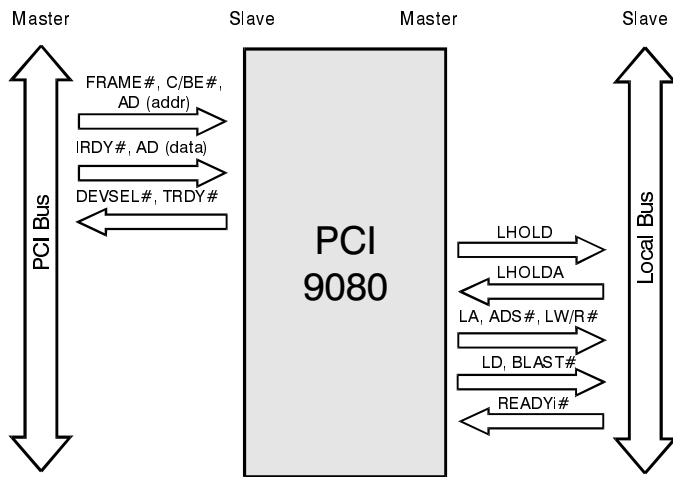 Master
Slave
Master
Slave
FRAME#, C/BE#,
AD (addr)
IRDY#, AD (data)
DEVSEL#, TRDY#
PCI Bus
PCI
9080
LHOLD
LHOLDA
LA, ADS#, LW/R#
LD, BLAST#
READYi#
Local Bus